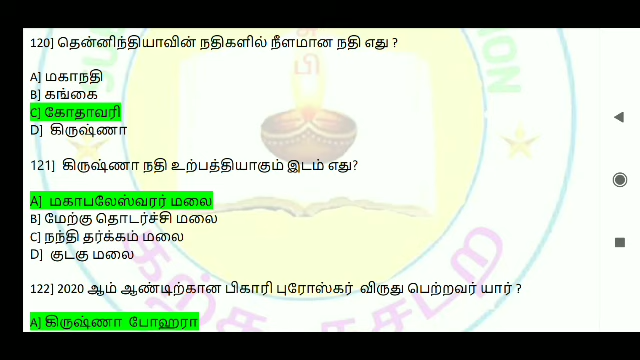 120] தென்னிந்தியாவின் நதிகளில் நீளமான நதி எது ?
A] மகாநதி
B] கங்கை
C] கோதாவரி
D] கிருஷ்ணா
121] கிருஷ்ணா நதி உற்பத்தியாகும் இடம் எது?
A] மகாபலேஸ்வரர் மலை
B] மேற்கு தொடர்ச்சி மலை
C] நந்தி தர்க்கம் மலை
D] குடகு மலை
122] 2020 ஆம் ஆண்டிற்கான பிகாரி புரோஸ்கர் விருது பெற்றவர் யார் ?
A] கிருஷ்ணா போஹரா